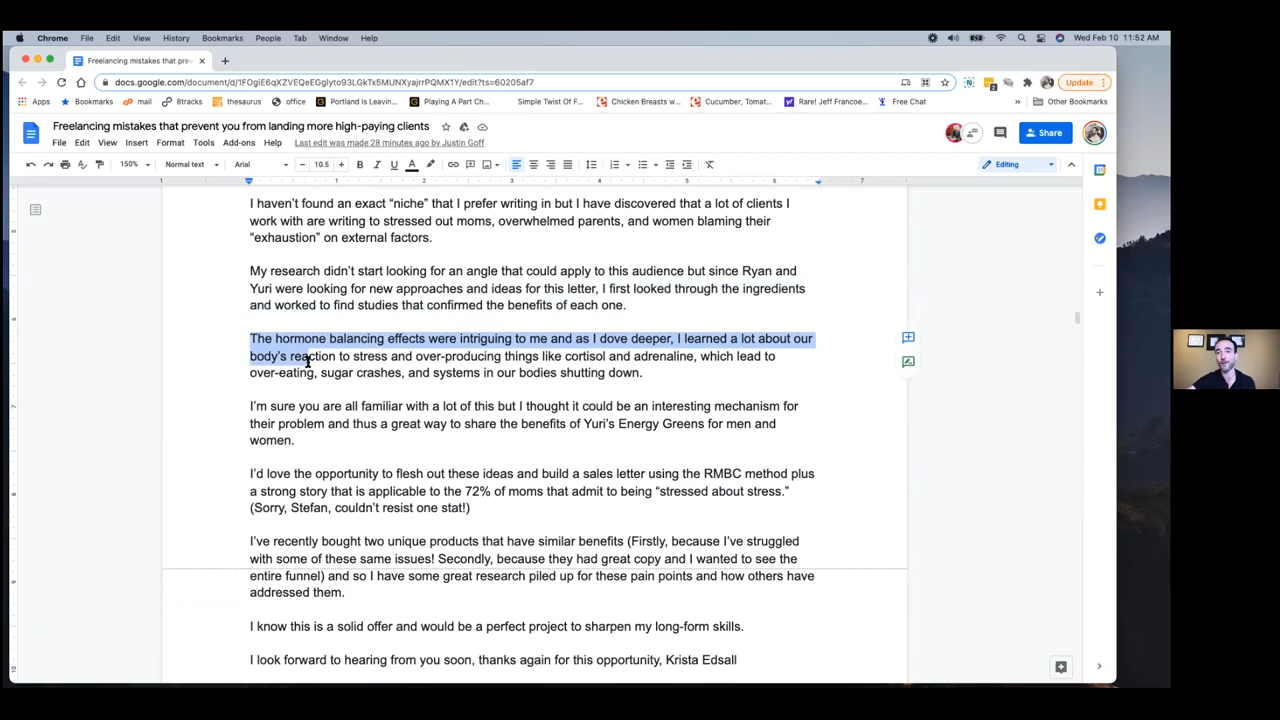 Chrome File Edit View History Bookmarks People Tab Window Help Wed Feb 10 11:52 AM
Freelancing mistakes that prev
docs.google.com/document/d/1FOgiE6qXZVEQeEGglyto93LGkTx5MUNXyajrrPQMX1Y/edit?ts=60205af7 Update
Apps Bookmarks mail 8tracks thesaurus office Portland Is Leavin... Playing A Part Ch... Simple Twist Of F... Chicken Breasts w... Cucumber, Tomat... Rare! Jeff Francoe... Free Chat » Other Bookmarks
Freelancing mistakes that prevent you from landing more high-paying clients
Share
File Edit View Insert Format Tools Add-ons Help Last edit was made 28 minutes ago by Justin Goff
150% Normal text Arial 10.5 B I U A Editing
1 1 2 3 4 5 6 7
I haven't found an exact “niche” that I prefer writing in but I have discovered that a lot of clients I
work with are writing to stressed out moms, overwhelmed parents, and women blaming their
“exhaustion” on external factors.
My research didn't start looking for an angle that could apply to this audience but since Ryan and
Yuri were looking for new approaches and ideas for this letter, I first looked through the ingredients
and worked to find studies that confirmed the benefits of each one.
The hormone balancing effects were intriguing to me and as I dove deeper, I learned a lot about our
body's reaction to stress and over-producing things like cortisol and adrenaline, which lead to
over-eating, sugar crashes, and systems in our bodies shutting down.
I'm sure you are all familiar with a lot of this but I thought it could be an interesting mechanism for
their problem and thus a great way to share the benefits of Yuri's Energy Greens for men and
women.
I'd love the opportunity to flesh out these ideas and build a sales letter using the RMBC method plus
a strong story that is applicable to the 72% of moms that admit to being “stressed about stress.”
(Sorry, Stefan, couldn't resist one stat!)
I've recently bought two unique products that have similar benefits (Firstly, because I've struggled
with some of these same issues! Secondly, because they had great copy and I wanted to see the
entire funnel) and so I have some great research piled up for these pain points and how others have
addressed them.
I know this is a solid offer and would be a perfect project to sharpen my long-form skills.
I look forward to hearing from you soon, thanks again for this opportunity, Krista Edsall